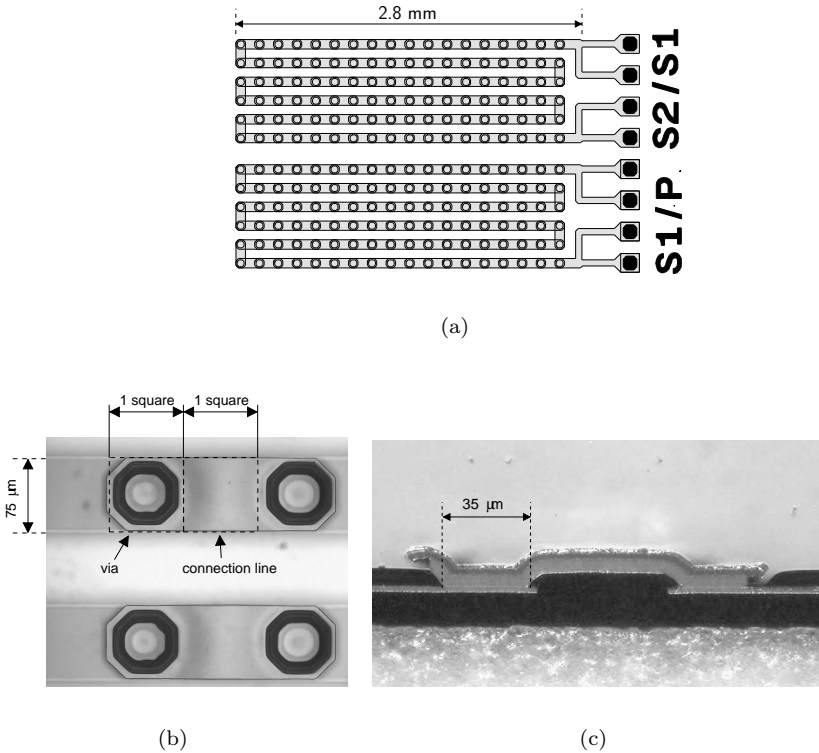 2.8 mm
S2/S1
S1/P
(a)
1 square 1 square
75 μm
via
connection line
(b)
35 μm
(c)